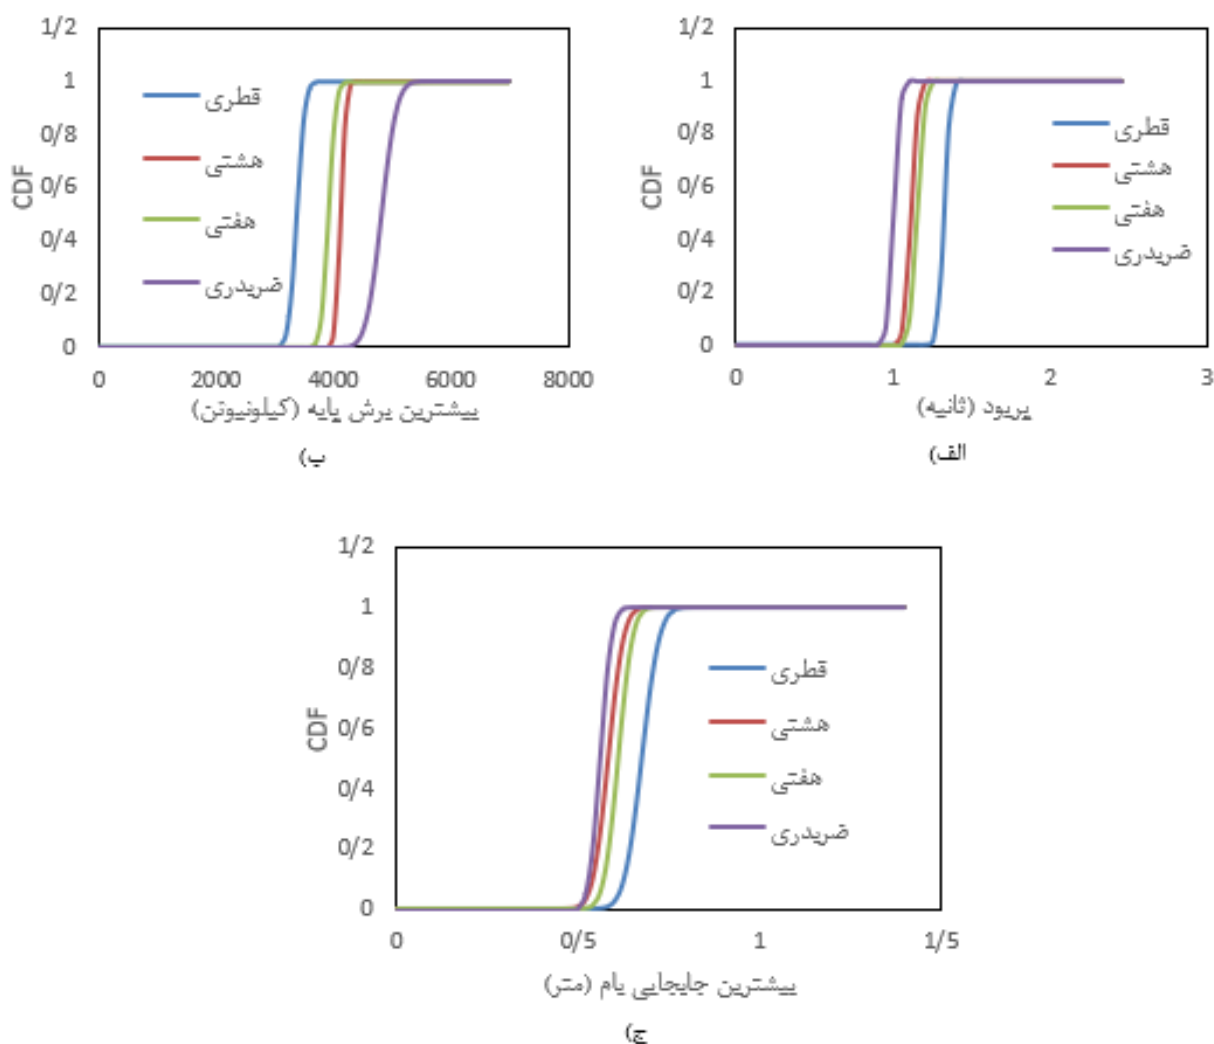 1/2
1
0/8
0/6
0/4
0/2
0
CDF
قطری
هشتی
هفتی
ضربدری
0 2000 4000 6000 8000
بیشترین برش پایه (کیلونیوتن)
ب)
1/2
1
0/8
0/6
0/4
0/2
0
CDF
قطری
هشتی
هفتی
ضربدری
0 1 2 3
پریود (ثانیه)
الف)
1/2
1
0/8
0/6
0/4
0/2
0
CDF
قطری
هشتی
هفتی
ضربدری
0 0/5 1 1/5
بیشترین جابجایی بام (متر)
ج)